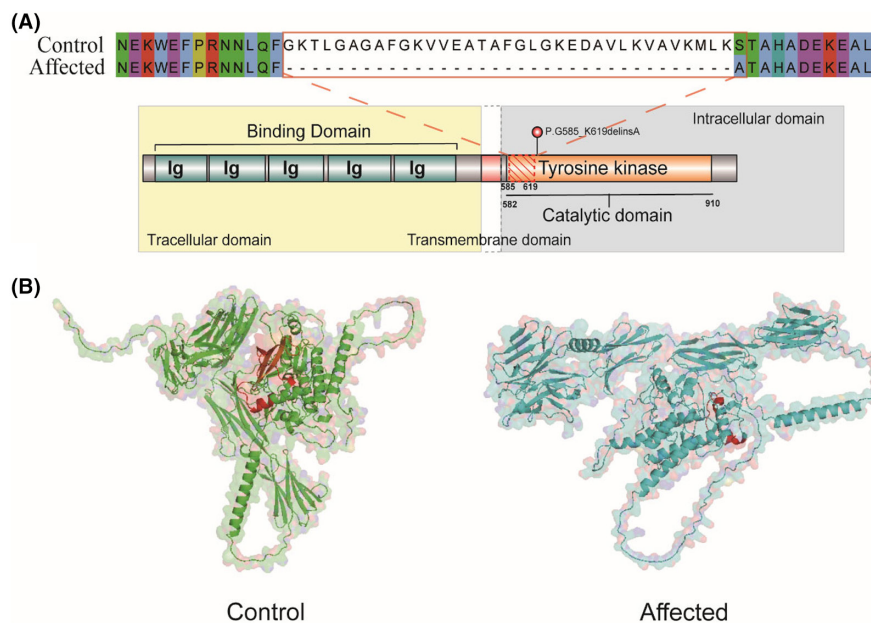 (A)
Control NEKWEFPRNNLQFGKTLGAGAFGKVVEATAFGLGKEDAVLKVAVKMLKSTAHADEKEAL
Affected NEKWEFPRNNLQF-----------------------------------ATAHADEKEAL
P.G585_K619delinsA
Intracellular domain
Binding Domain
Ig Ig Ig Ig Ig Tyrosine kinase
585 619
582 910
Catalytic domain
Tracellular domain Transmembrane domain
(B)
Control Affected